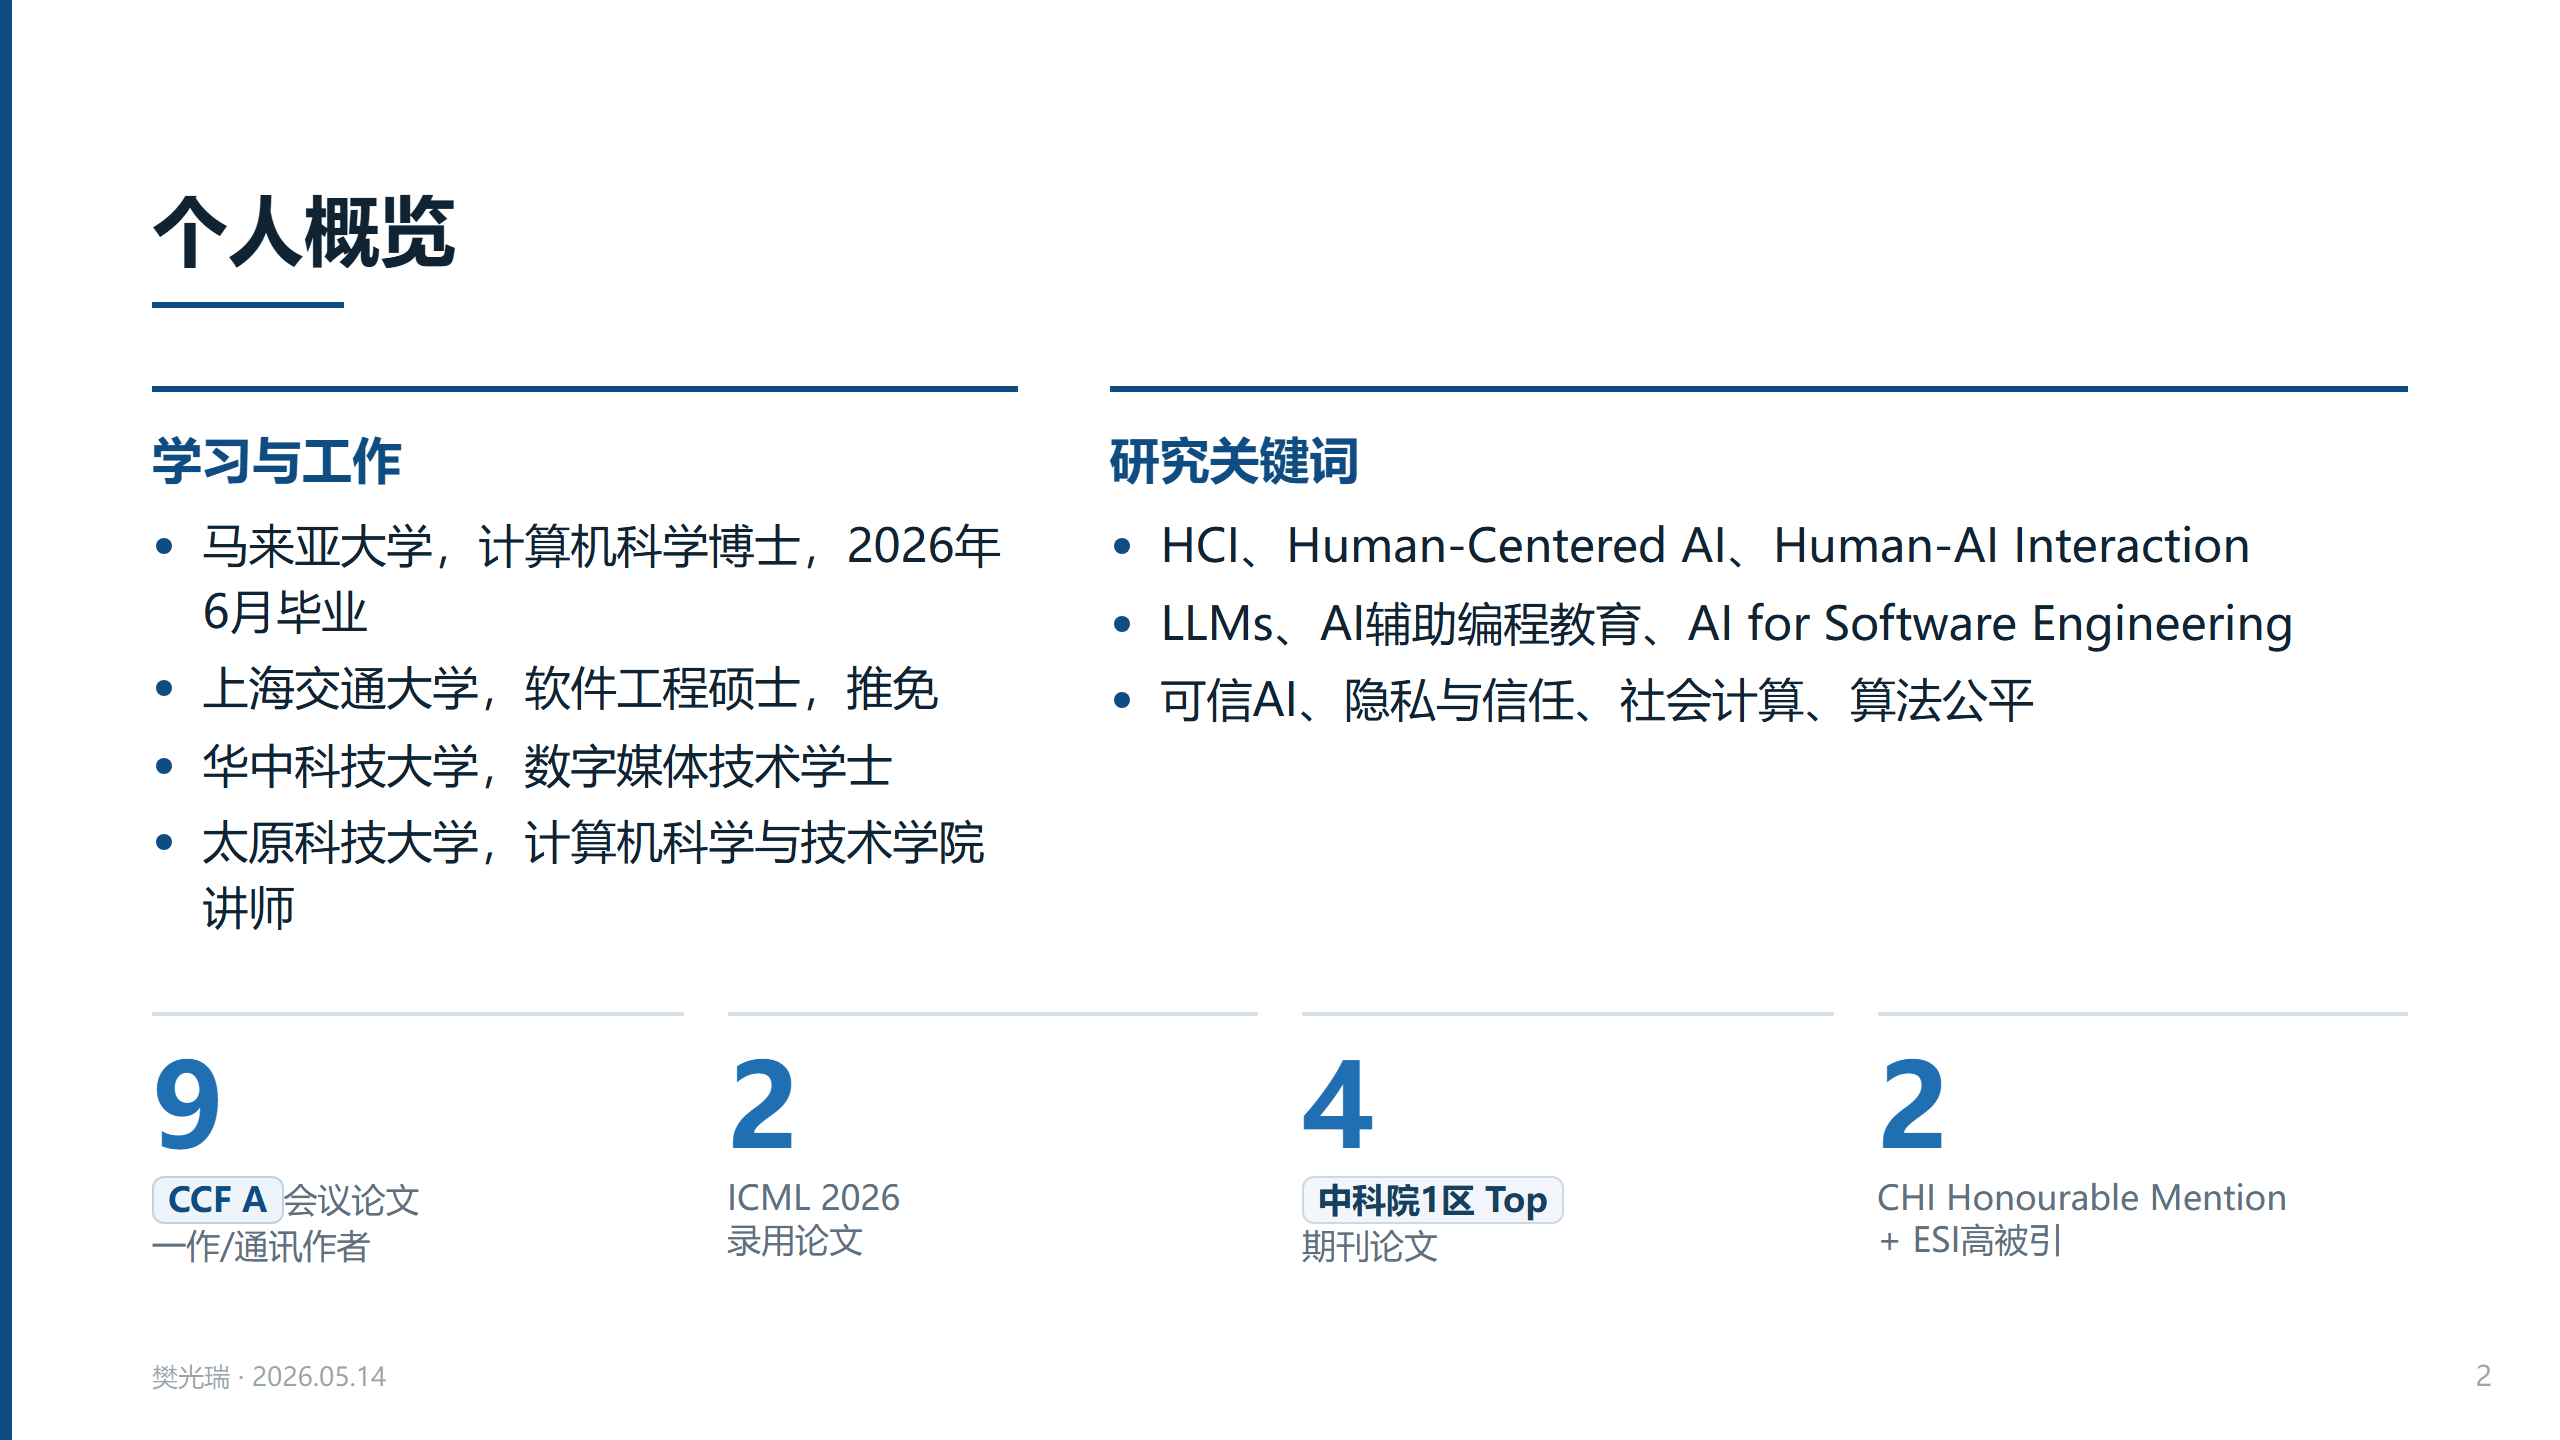 个人概览
学习与工作
• 马来亚大学，计算机科学博士，2026年
6月毕业
• 上海交通大学，软件工程硕士，推免
• 华中科技大学，数字媒体技术学士
• 太原科技大学，计算机科学与技术学院
讲师
研究关键词
• HCI、Human-Centered AI、Human-AI Interaction
• LLMs、AI辅助编程教育、AI for Software Engineering
• 可信AI、隐私与信任、社会计算、算法公平
9
CCF A 会议论文
一作/通讯作者
2
ICML 2026
录用论文
4
中科院1区 Top
期刊论文
2
CHI Honourable Mention
+ ESI高被引
樊光瑞 · 2026.05.14
2